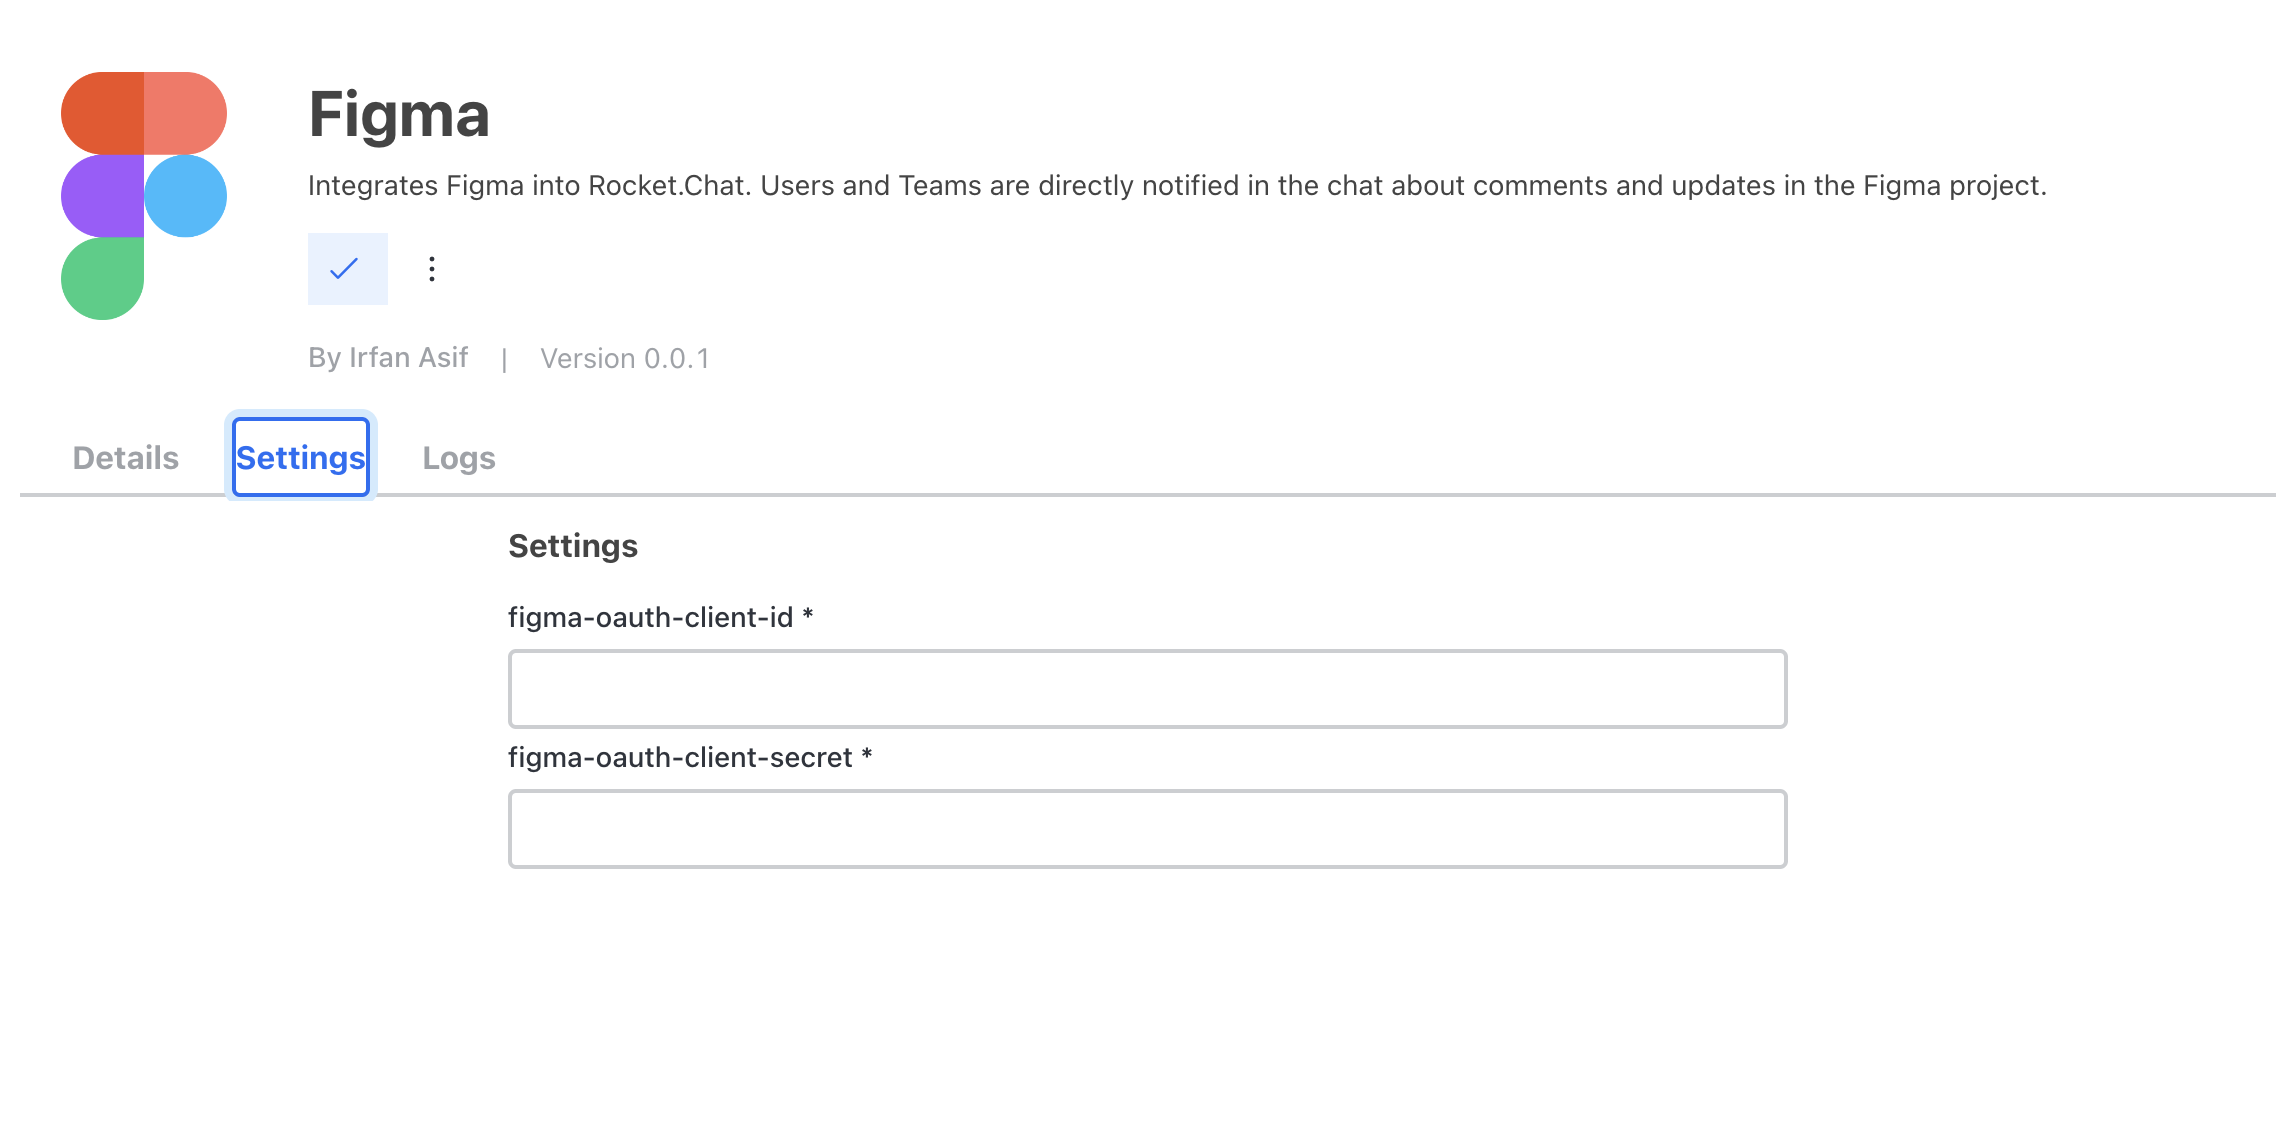 Figma
Integrates Figma into Rocket.Chat. Users and Teams are directly notified in the chat about comments and updates in the Figma project.
By Irfan Asif | Version 0.0.1
Details Settings Logs
Settings
figma-oauth-client-id *
figma-oauth-client-secret *